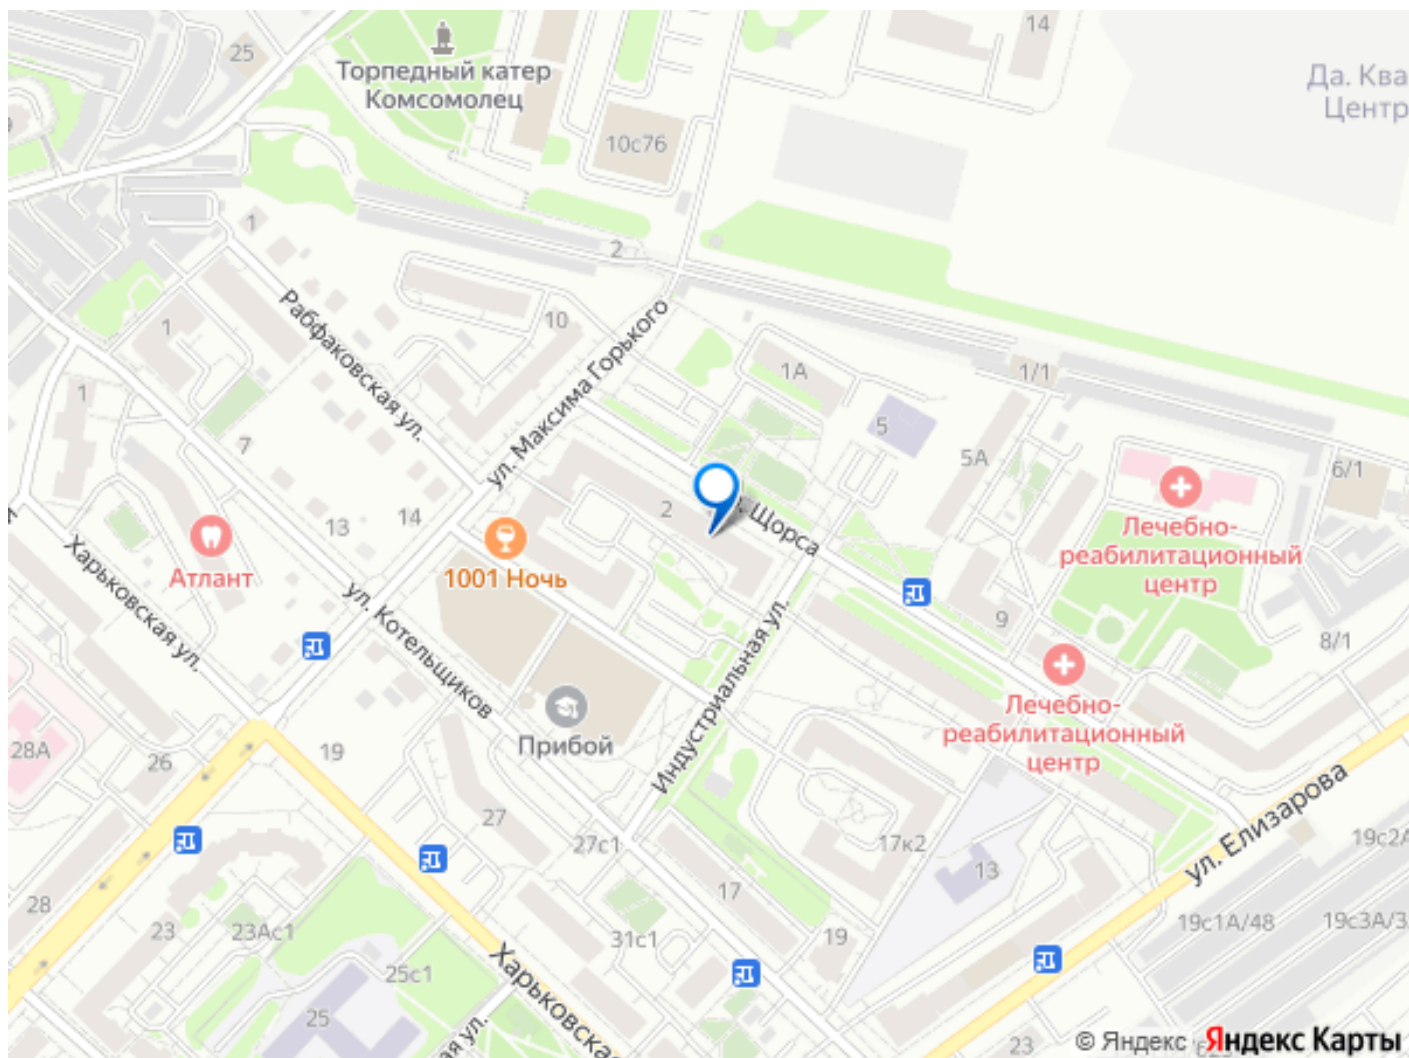 25
14
Торпедный катер
Комсомолец
Да. Ква
Центр
10с76
1
2
Рабфаковская ул.
10
ул. Максима Горького
1
1А
1/1
1
7
5
5А
6/1
2
. Щорса
13
14
Атлант
1001 Ночь
Лечебно-
реабилитационный
центр
Харьковская ул.
ул. Котельщиков
Индустриальная ул.
9
8/1
Лечебно-
реабилитационный
центр
Прибой
28А
26
19
27
27с1
17к2
13
ул. Елизарова
19с2А
28
23
23Ас1
17
19
31с1
19с1А/48
19с3А/3
25с1
25
Харьковская
ая ул.
23
© Яндекс Яндекс Карты